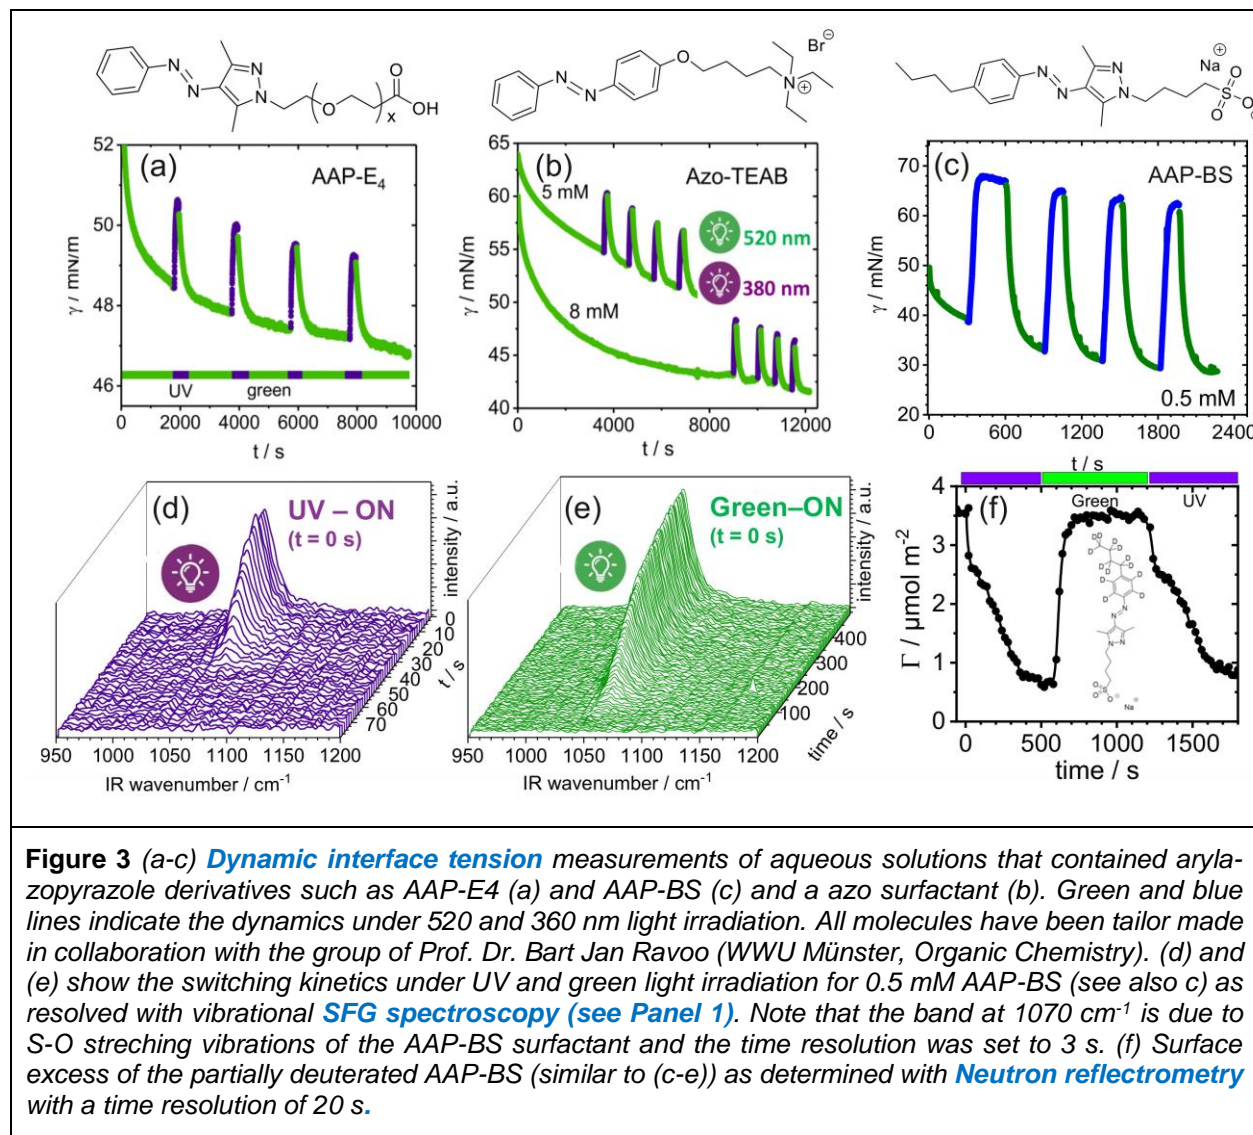 N
N
N
N
O
O
OH
x
N
N
O
N
⊕
Br⊖
N
N
N
N
Na⊕
O
S
O
O
(a)
AAP-E4
52
50
48
46
γ / mN/m
UV
green
0
2000
4000
6000
8000
10000
t / s
(b)
Azo-TEAB
5 mM
8 mM
520 nm
380 nm
65
60
55
50
45
40
γ / mN/m
0
4000
8000
12000
t / s
(c)
AAP-BS
0.5 mM
70
60
50
40
30
20
γ / mN/m
0
600
1200
1800
2400
t / s
(d)
UV – ON
(t = 0 s)
intensity / a.u.
0
10
20
30
40
50
60
70
t / s
950
1000
1050
1100
1150
1200
IR wavenumber / cm-1
(e)
Green–ON
(t = 0 s)
intensity / a.u.
400
300
200
100
time / s
950
1000
1050
1100
1150
1200
IR wavenumber / cm-1
(f)
Green
UV
4
3
2
1
0
Γ / µmol m-2
0
500
1000
1500
time / s
Figure 3 (a-c) Dynamic interface tension measurements of aqueous solutions that contained aryla-
zopyrazole derivatives such as AAP-E4 (a) and AAP-BS (c) and a azo surfactant (b). Green and blue
lines indicate the dynamics under 520 and 360 nm light irradiation. All molecules have been tailor made
in collaboration with the group of Prof. Dr. Bart Jan Ravoo (WWU Münster, Organic Chemistry). (d) and
(e) show the switching kinetics under UV and green light irradiation for 0.5 mM AAP-BS (see also c) as
resolved with vibrational SFG spectroscopy (see Panel 1). Note that the band at 1070 cm-1 is due to
S-O streching vibrations of the AAP-BS surfactant and the time resolution was set to 3 s. (f) Surface
excess of the partially deuterated AAP-BS (similar to (c-e)) as determined with Neutron reflectrometry
with a time resolution of 20 s.